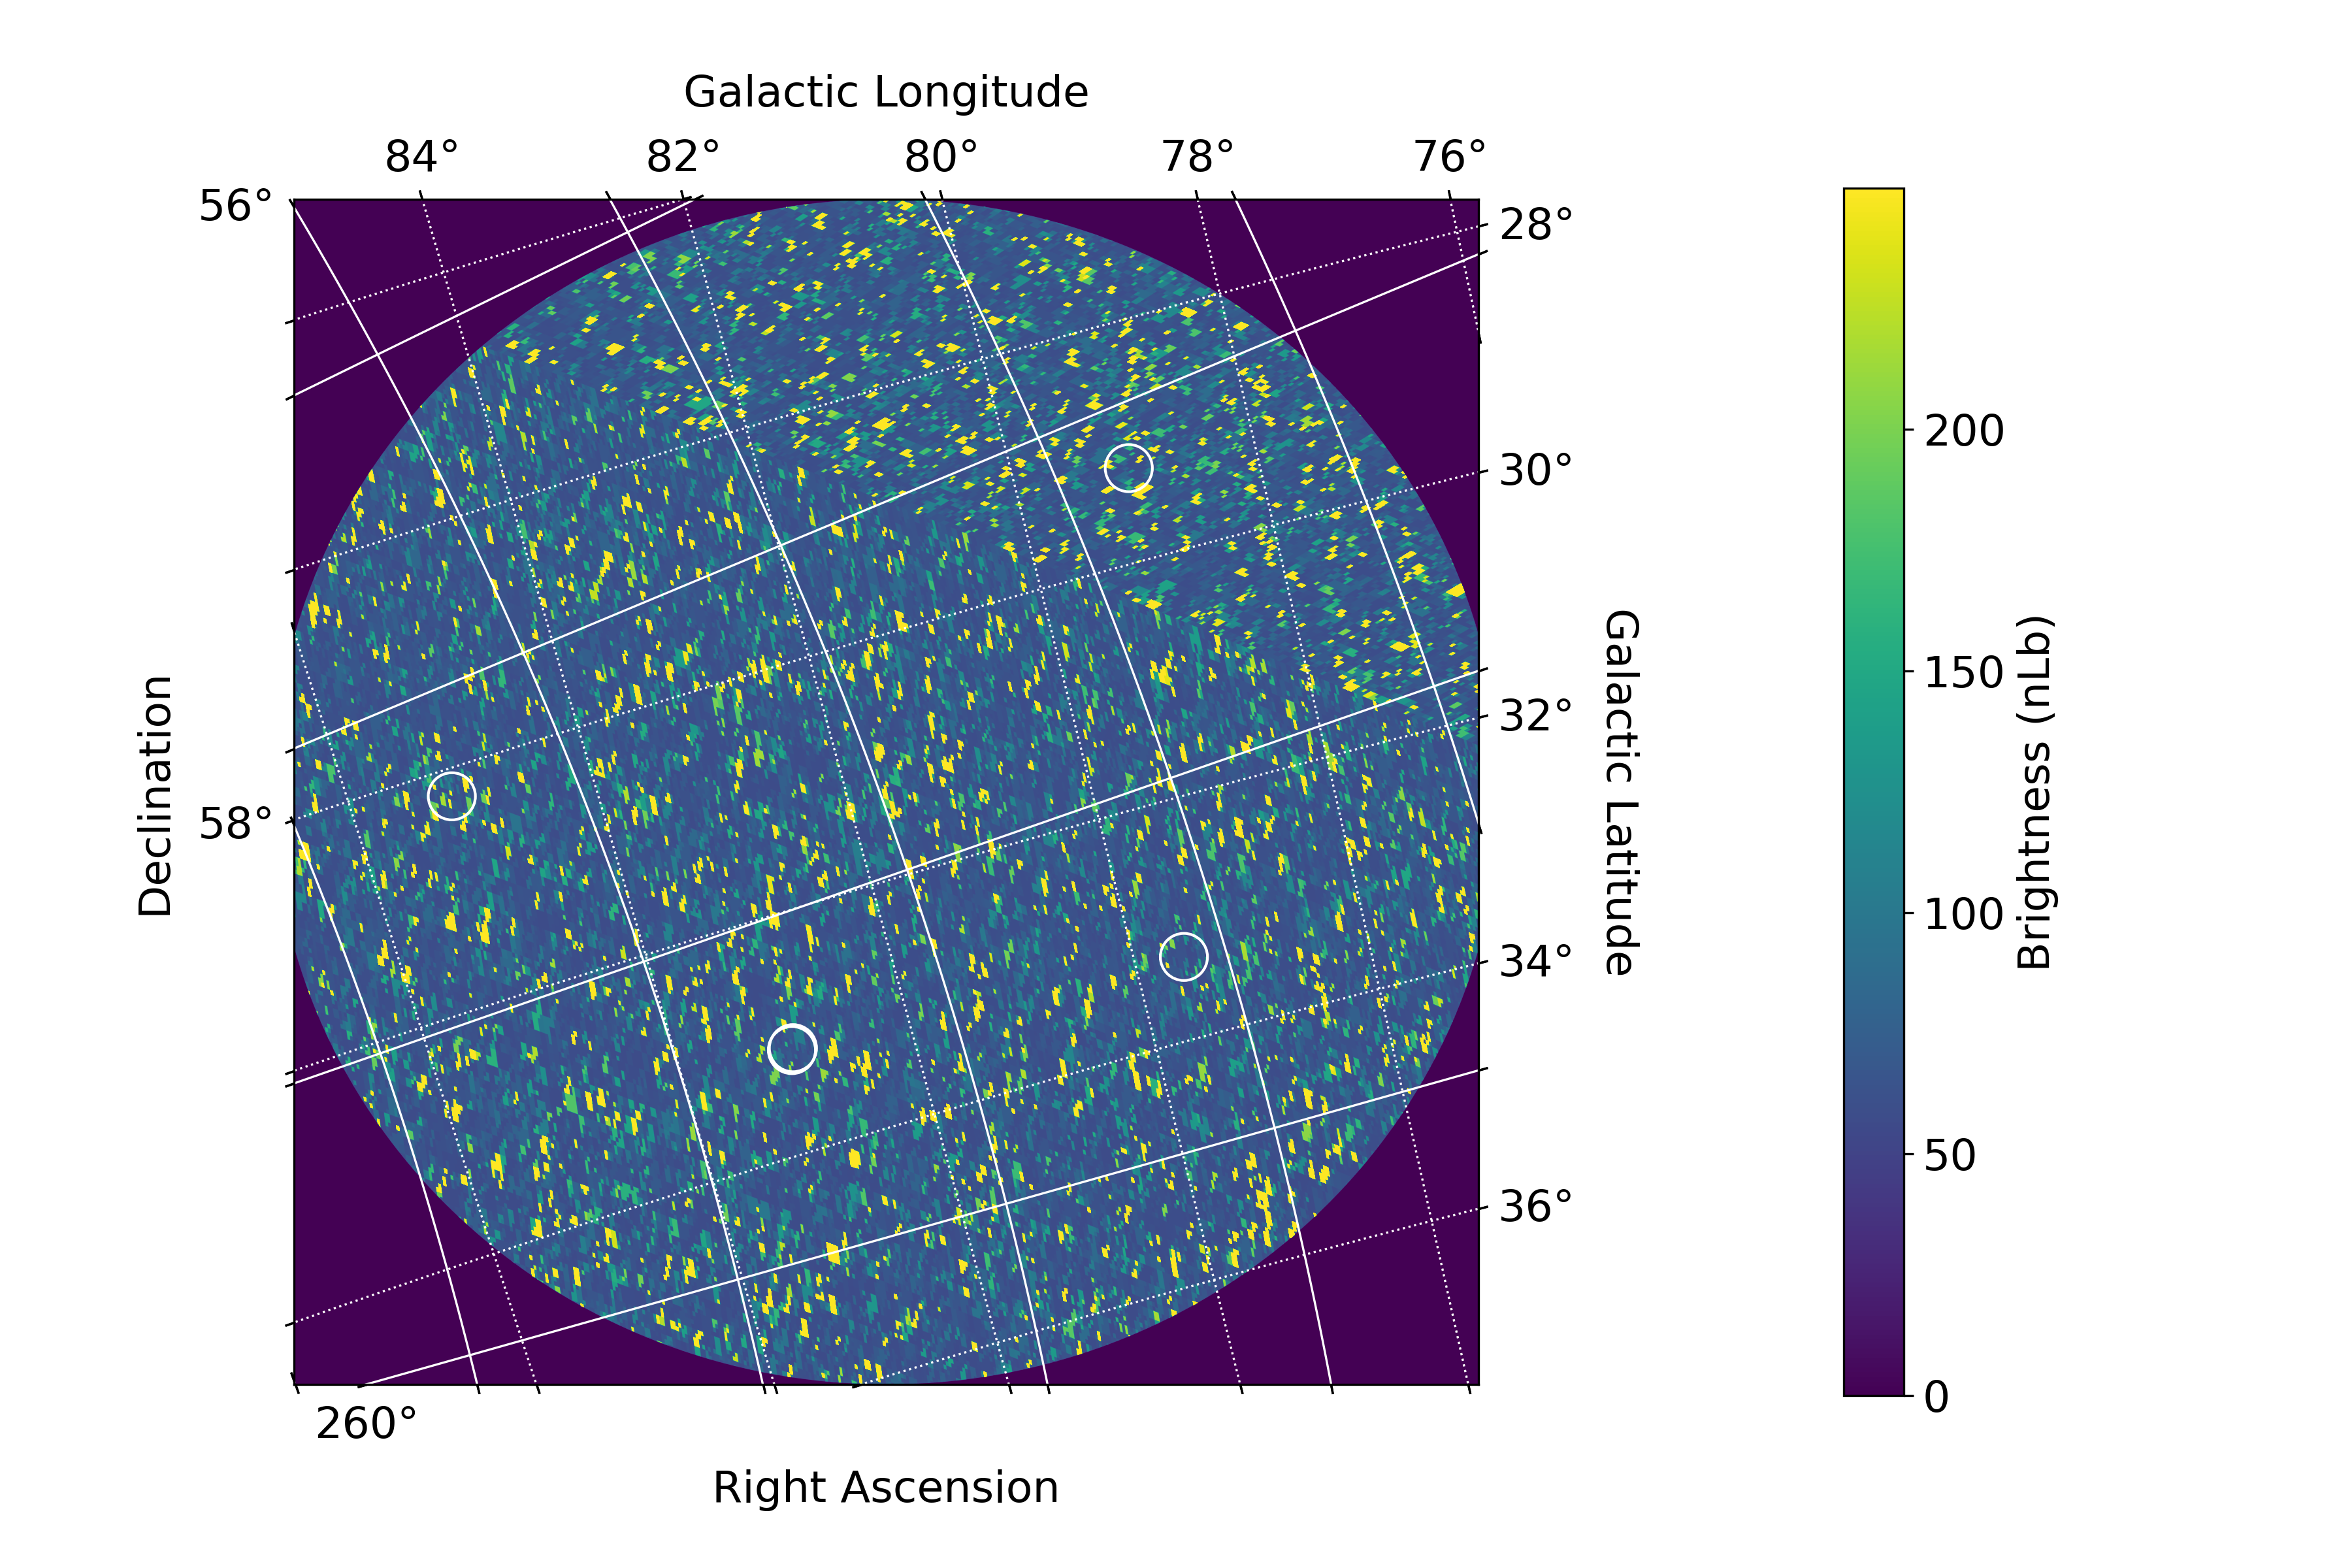 Galactic Longitude
84° 82° 80° 78° 76°
56°
58°
Declination
28°
30°
32°
34°
36°
Galactic Latitude
260°
Right Ascension
200
150
100
50
0
Brightness (nLb)